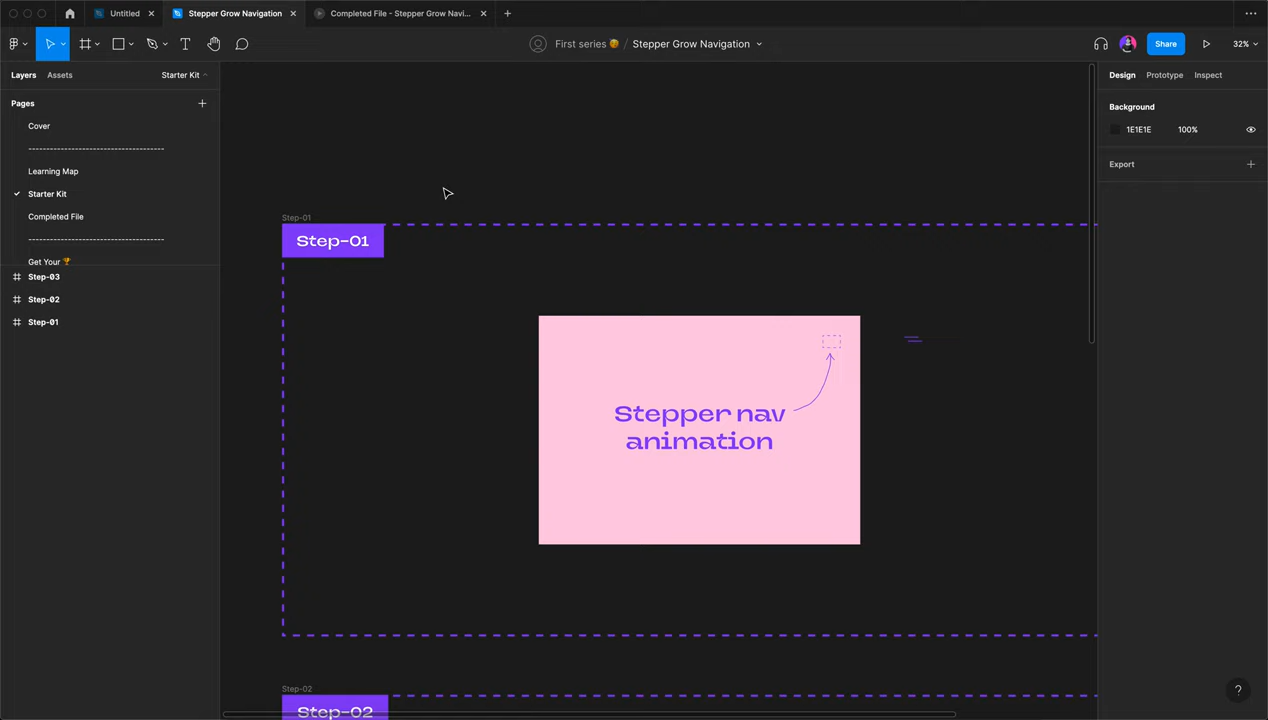 Untitled
Stepper Grow Navigation
Completed File - Stepper Grow Navi...
First series 🥳 / Stepper Grow Navigation
Share
32%
Layers
Assets
Starter Kit
Design
Prototype
Inspect
Pages
Cover
--------------------------------------
Learning Map
Starter Kit
Completed File
--------------------------------------
Get Your 🏆
Step-03
Step-02
Step-01
Background
1E1E1E
100%
Export
Step-01
Step-01
Stepper nav
animation
Step-02
Step-02
?